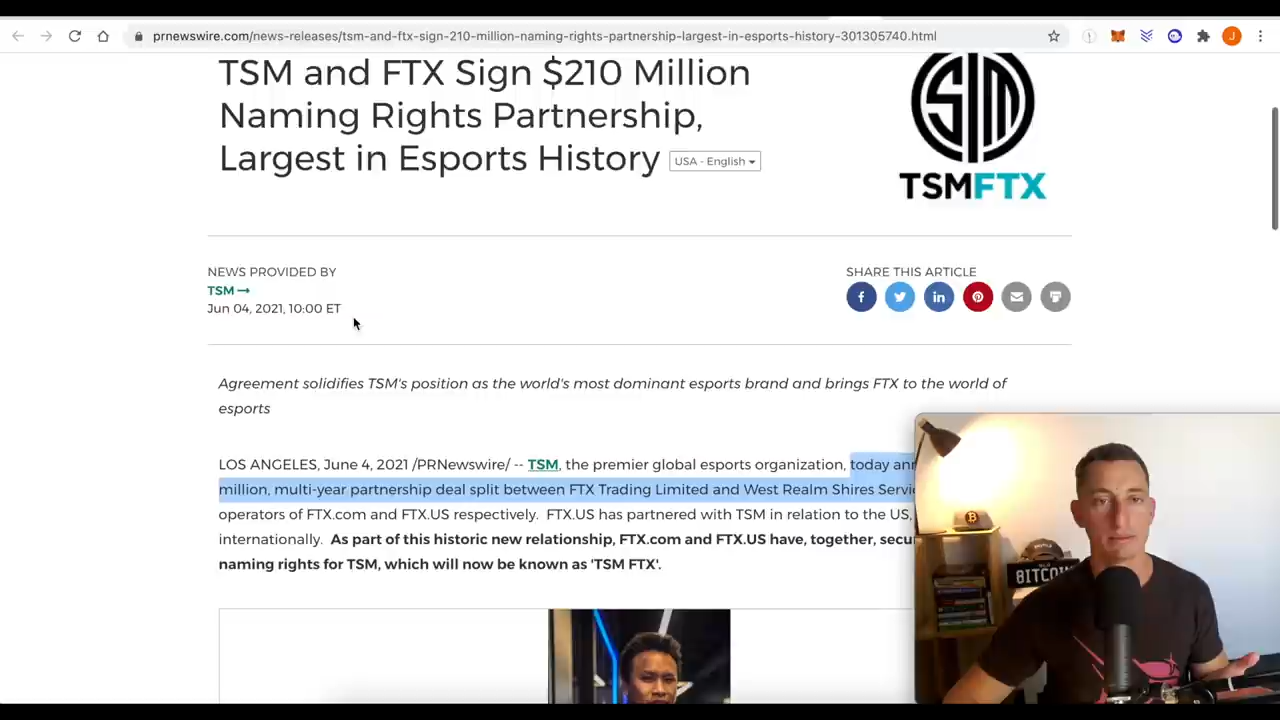 prnewswire.com/news-releases/tsm-and-ftx-sign-210-million-naming-rights-partnership-largest-in-esports-history-301305740.html
J
TSM and FTX Sign $210 Million
Naming Rights Partnership,
Largest in Esports History
USA - English
TSM
TSMFTX
NEWS PROVIDED BY
TSM
Jun 04, 2021, 10:00 ET
SHARE THIS ARTICLE
Agreement solidifies TSM's position as the world's most dominant esports brand and brings FTX to the world of
esports
LOS ANGELES, June 4, 2021 /PRNewswire/ -- TSM, the premier global esports organization, today ann
million, multi-year partnership deal split between FTX Trading Limited and West Realm Shires Servic
operators of FTX.com and FTX.US respectively. FTX.US has partnered with TSM in relation to the US,
internationally. As part of this historic new relationship, FTX.com and FTX.US have, together, secu
naming rights for TSM, which will now be known as 'TSM FTX'.
BITCOIN